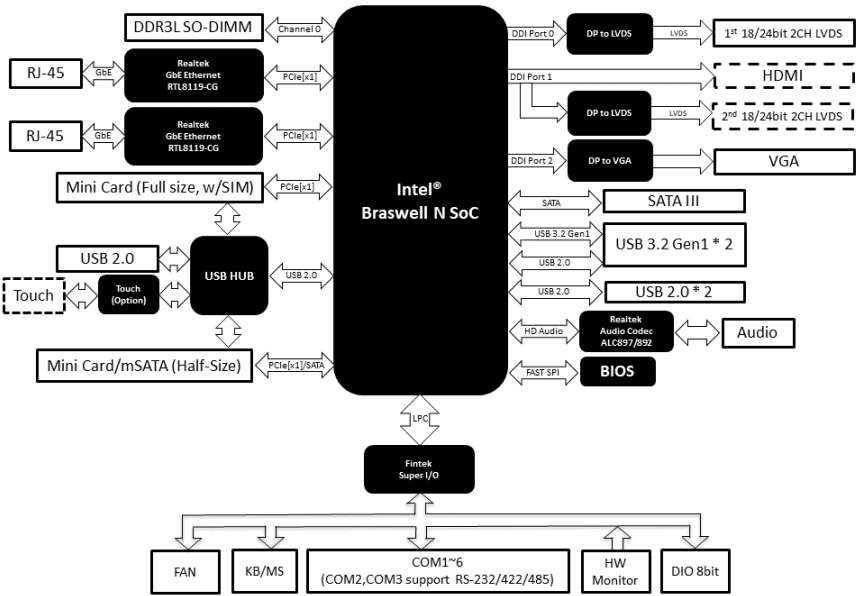 DDR3L SO-DIMM
Channel 0
RJ-45
GbE
Realtek
GbE Ethernet
RTL8119-CG
PCIe[x1]
RJ-45
GbE
Realtek
GbE Ethernet
RTL8119-CG
PCIe[x1]
Mini Card (Full size, w/SIM)
PCIe[x1]
USB 2.0
Touch
Touch
(Option)
USB HUB
USB 2.0
Mini Card/mSATA (Half-Size)
PCIe[x1]/SATA
Intel®
Braswell N SoC
DDI Port 0
DP to LVDS
LVDS
1st 18/24bit 2CH LVDS
DDI Port 1
HDMI
DP to LVDS
LVDS
2nd 18/24bit 2CH LVDS
DDI Port 2
DP to VGA
VGA
SATA
SATA III
USB 3.2 Gen1
USB 2.0
USB 3.2 Gen1 * 2
USB 2.0
USB 2.0 * 2
HD Audio
Realtek
Audio Codec
ALC897/892
Audio
FAST SPI
BIOS
LPC
Fintek
Super I/O
FAN
KB/MS
COM1~6
(COM2,COM3 support RS-232/422/485)
HW
Monitor
DIO 8bit